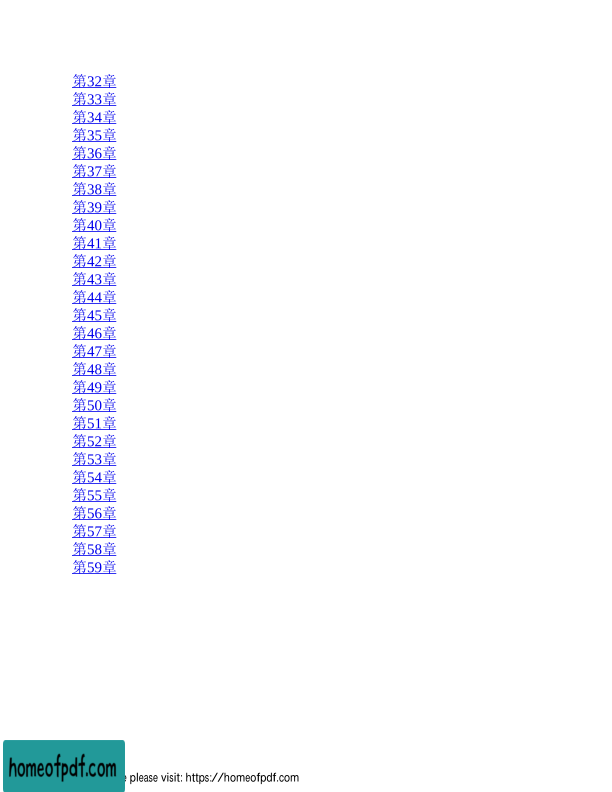 第32章
第33章
第34章
第35章
第36章
第37章
第38章
第39章
第40章
第41章
第42章
第43章
第44章
第45章
第46章
第47章
第48章
第49章
第50章
第51章
第52章
第53章
第54章
第55章
第56章
第57章
第58章
第59章
homeofpdf.com
please visit: https://homeofpdf.com